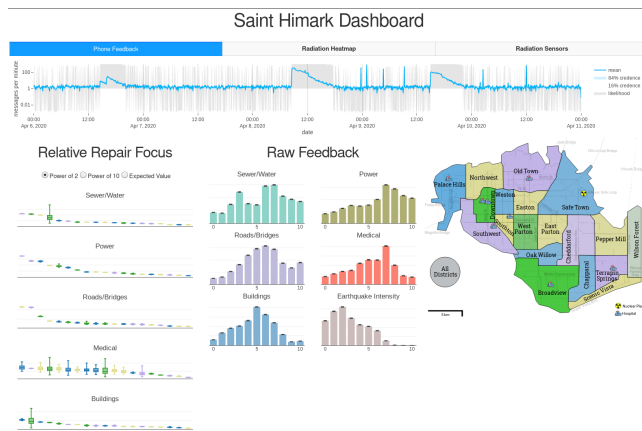 Saint Himark Dashboard
Phone Feedback
Radiation Heatmap
Radiation Sensors
messages per minute
100
1
0.01
00:00
Apr 6, 2020
12:00
00:00
Apr 7, 2020
12:00
00:00
Apr 8, 2020
12:00
00:00
Apr 9, 2020
12:00
00:00
Apr 10, 2020
12:00
00:00
Apr 11, 2020
date
mean
84% credence
16% credence
likelihood
Relative Repair Focus
Power of 2
Power of 10
Expected Value
Sewer/Water
Power
Roads/Bridges
Medical
Buildings
Raw Feedback
Sewer/Water
0
5
10
Power
0
5
10
Roads/Bridges
0
5
10
Medical
0
5
10
Buildings
0
5
10
Earthquake Intensity
0
5
10
Palace Hills
Northwest
Old Town
Safe Town
Weston
Downtown
Easton
Southwest
Southton
West Parton
East Parton
Oak Willow
Cheddarford
Pepper Mill
Wilson Forest
Chapparal
Terrapin Springs
Scenic Vista
Broadview
All Districts
Hospital